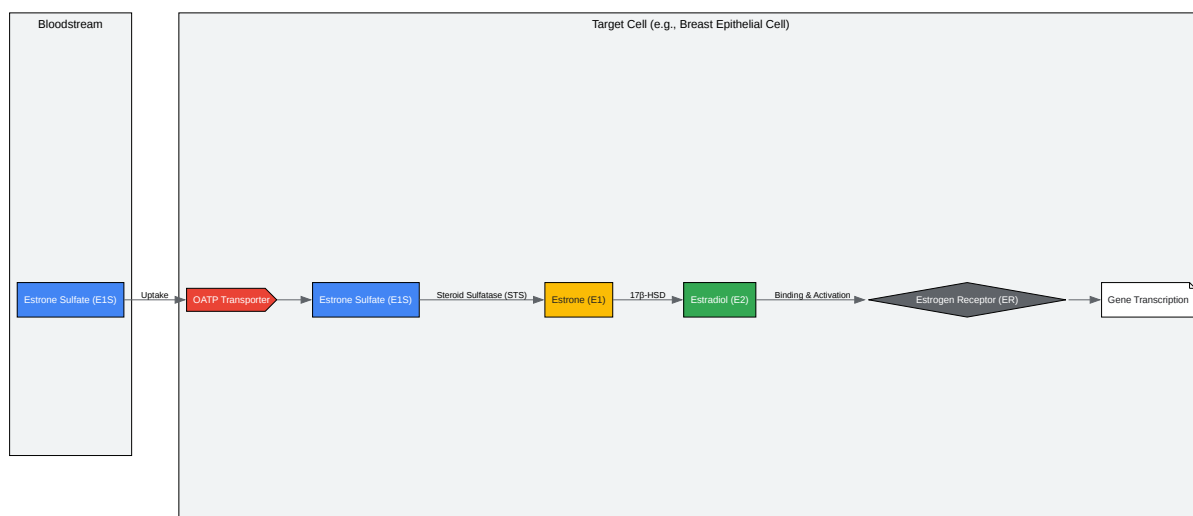 Bloodstream
Target Cell (e.g., Breast Epithelial Cell)
Estrone Sulfate (E1S)
Uptake
OATP Transporter
Estrone Sulfate (E1S)
Steroid Sulfatase (STS)
Estrone (E1)
17β-HSD
Estradiol (E2)
Binding & Activation
Estrogen Receptor (ER)
Gene Transcription